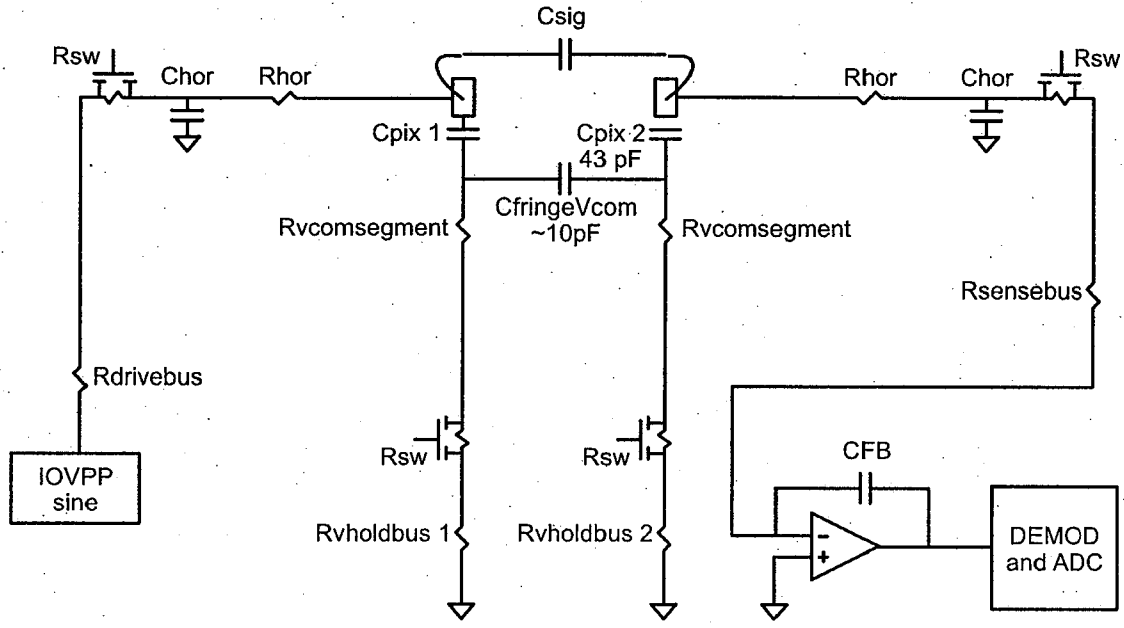 Csig
Rsw
Chor
Rhor
Rhor
Chor
Rsw
Cpix 1
Cpix 2
43 pF
CfringeVcom
~10pF
Rvcomsegment
Rvcomsegment
Rsensebus
Rdrivebus
IOVPP
sine
Rsw
Rsw
CFB
Rvholdbus 1
Rvholdbus 2
−
+
DEMOD
and ADC